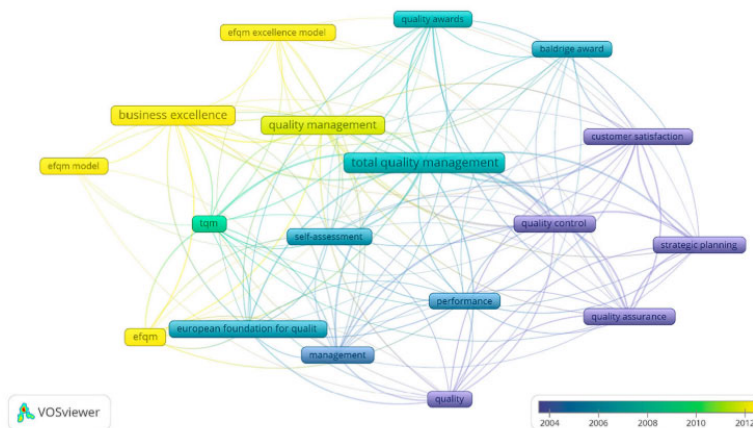 quality awards
efqm excellence model
baldrige award
business excellence
quality management
customer satisfaction
total quality management
efqm model
tqm
quality control
self-assessment
strategic planning
performance
quality assurance
european foundation for qualit
efqm
management
quality
VOSviewer
2004 2006 2008 2010 2012